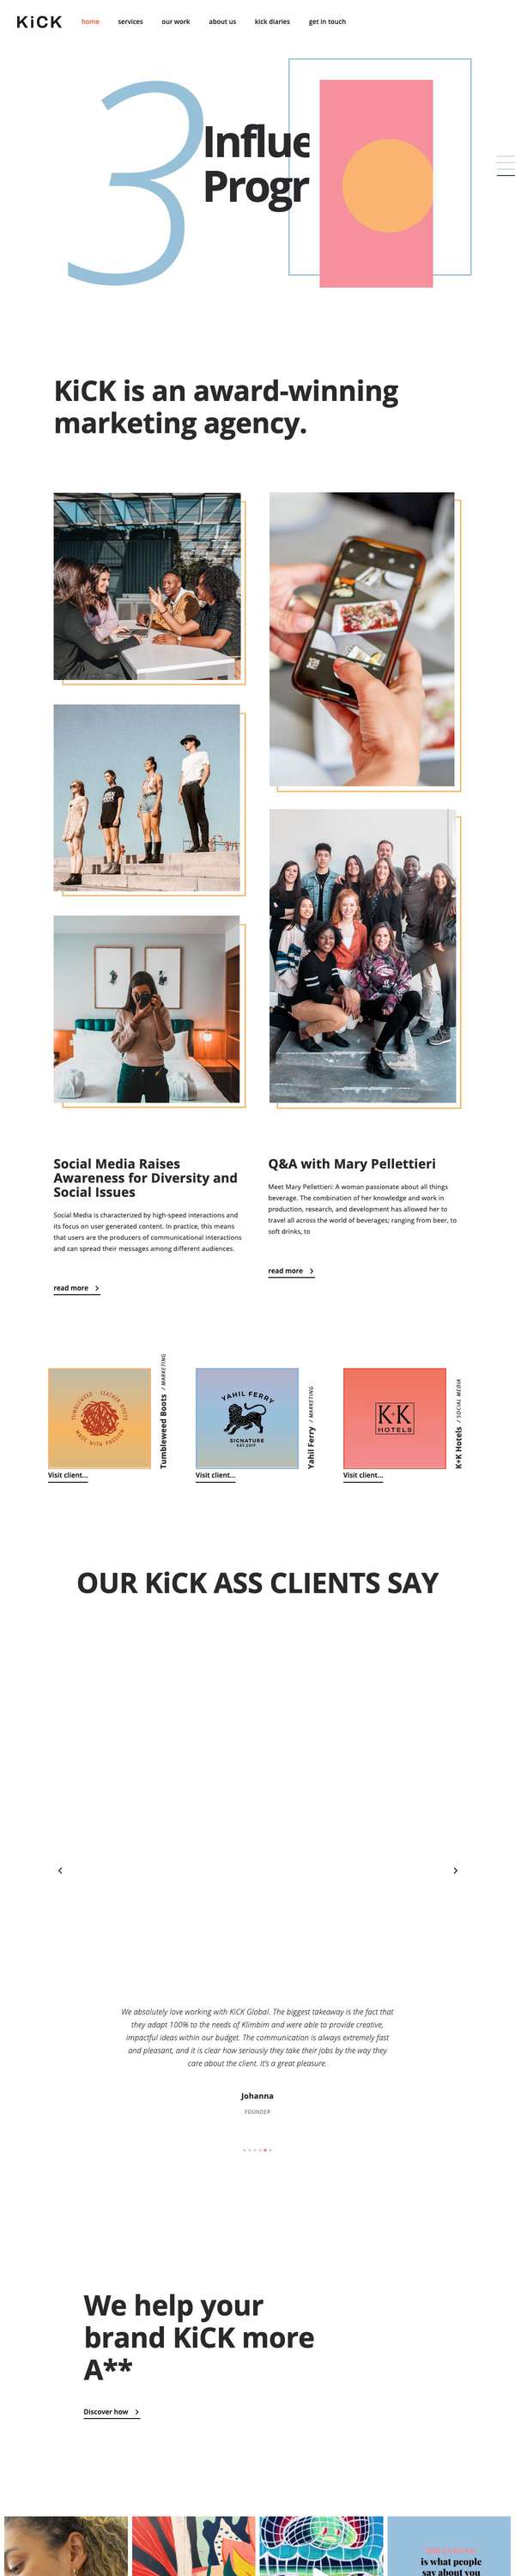 KiCK
home services our work about us kick diaries get in touch
3
Influe
Progr
KiCK is an award-winning
marketing agency.
Social Media Raises
Awareness for Diversity and
Social Issues
Social Media is characterized by high-speed interactions and
its focus on user generated content. In practice, this means
that users are the producers of communicational interactions
and can spread their messages among different audiences.
read more
Q&A with Mary Pellettieri
Meet Mary Pellettieri: A woman passionate about all things
beverage. The combination of her knowledge and work in
production, research, and development has allowed her to
travel all across the world of beverages; ranging from beer, to
soft drinks, to
read more
TUMBLEWEED · LEATHER BOOTS
MADE WITH PASSION
Tumbleweed Boots / MARKETING
Visit client...
YAHIL FERRY
SIGNATURE
EST.2017
Yahil Ferry / MARKETING
Visit client...
K+K
HOTELS
K+K Hotels / SOCIAL MEDIA
Visit client...
OUR KiCK ASS CLIENTS SAY
We absolutely love working with KiCK Global. The biggest takeaway is the fact that
they adapt 100% to the needs of Klimbim and were able to provide creative,
impactful ideas within our budget. The communication is always extremely fast
and pleasant, and it is clear how seriously they take their jobs by the way they
care about the client. It's a great pleasure.
Johanna
FOUNDER
We help your
brand KiCK more
A**
Discover how
BRANDING
is what people
say about you